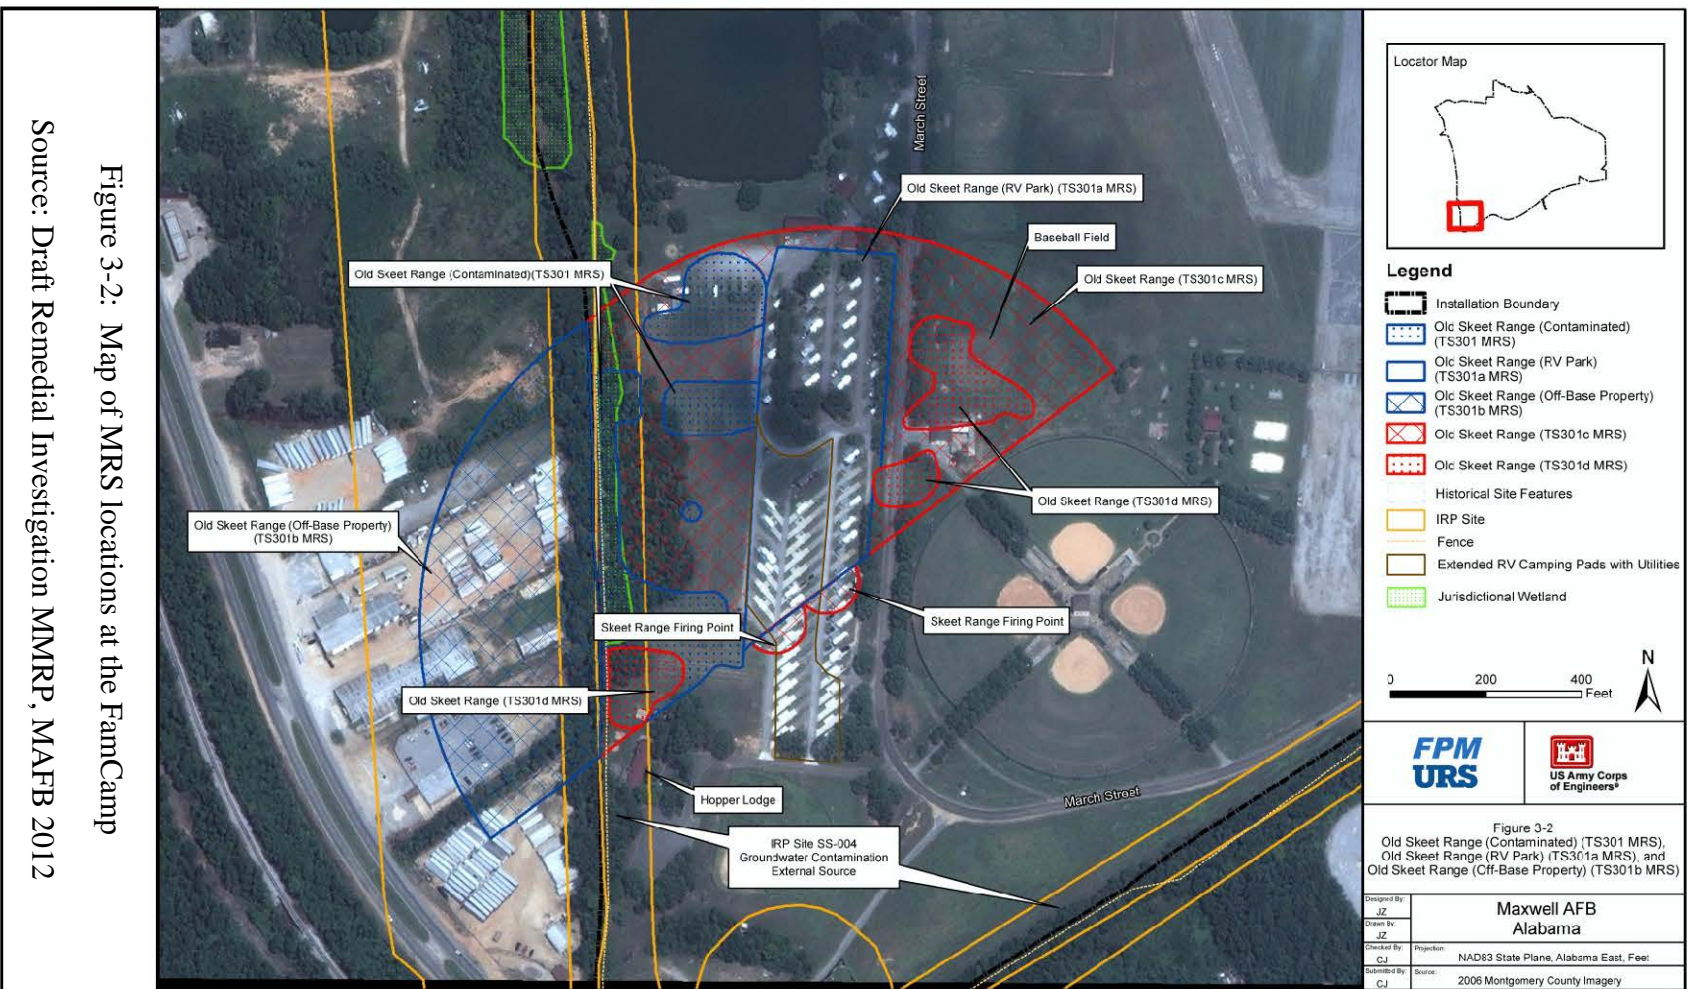 Figure 3-2: Map of MRS locations at the FamCamp
Source: Draft Remedial Investigation MMRP, MAFB 2012
March Street
Old Skeet Range (RV Park) (TS301a MRS)
Baseball Field
Old Skeet Range (Contaminated)(TS301 MRS)
Old Skeet Range (TS301c MRS)
Old Skeet Range (TS301d MRS)
Old Skeet Range (Off-Base Property)
(TS301b MRS)
Skeet Range Firing Point
Skeet Range Firing Point
Old Skeet Range (TS301d MRS)
Hopper Lodge
March Street
IRP Site SS-004
Groundwater Contamination
External Source
Locator Map
Legend
Installation Boundary
Old Skeet Range (Contaminated)
(TS301 MRS)
Old Skeet Range (RV Park)
(TS301a MRS)
Old Skeet Range (Off-Base Property)
(TS301b MRS)
Old Skeet Range (TS301c MRS)
Old Skeet Range (TS301d MRS)
Historical Site Features
IRP Site
Fence
Extended RV Camping Pads with Utilities
Jurisdictional Wetland
N
0 200 400
Feet
FPM
URS
US Army Corps
of Engineers®
Figure 3-2
Old Skeet Range (Contaminated) (TS301 MRS),
Old Skeet Range (RV Park) (TS301a MRS), and
Old Skeet Range (Off-Base Property) (TS301b MRS)
Designed By:
JZ
Drawn By:
JZ
Maxwell AFB
Alabama
Checked By:
CJ
Projection:
NAD83 State Plane, Alabama East, Feet
Submitted By:
CJ
Source:
2006 Montgomery County Imagery